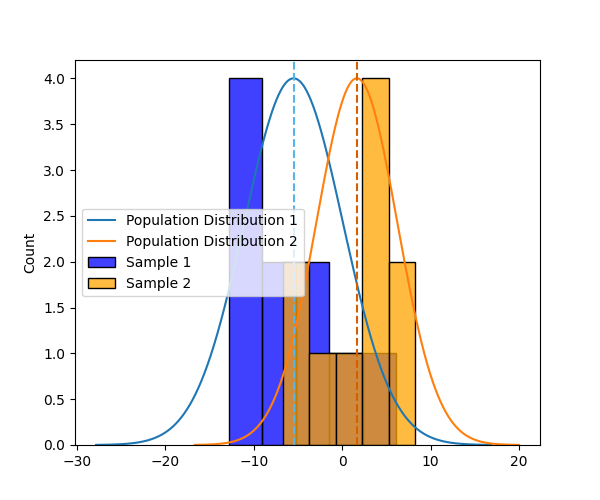 4.0
3.5
3.0
2.5
2.0
1.5
1.0
0.5
0.0
Count
Population Distribution 1
Population Distribution 2
Sample 1
Sample 2
−30 −20 −10 0 10 20